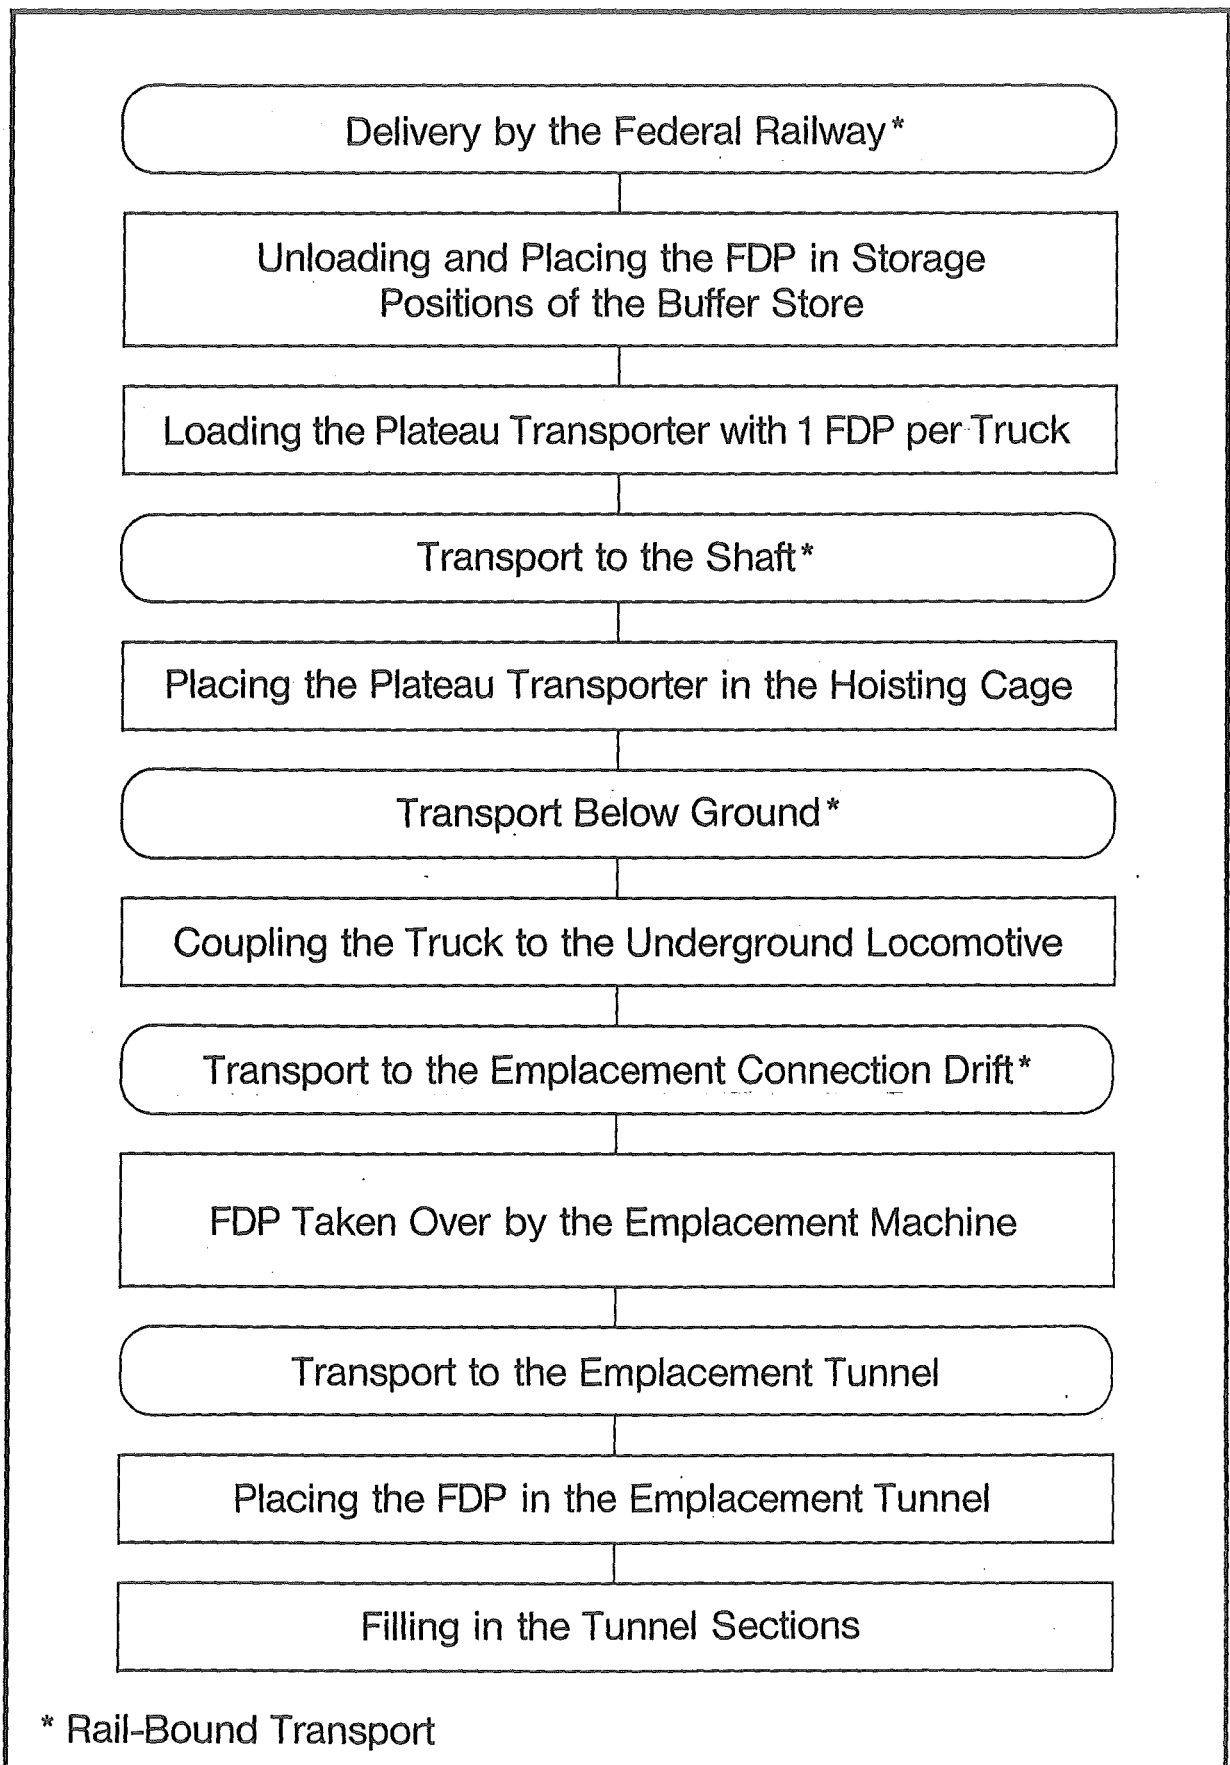 Delivery by the Federal Railway*
Unloading and Placing the FDP in Storage
Positions of the Buffer Store
Loading the Plateau Transporter with 1 FDP per Truck
Transport to the Shaft*
Placing the Plateau Transporter in the Hoisting Cage
Transport Below Ground*
Coupling the Truck to the Underground Locomotive
Transport to the Emplacement Connection Drift*
FDP Taken Over by the Emplacement Machine
Transport to the Emplacement Tunnel
Placing the FDP in the Emplacement Tunnel
Filling in the Tunnel Sections
* Rail-Bound Transport